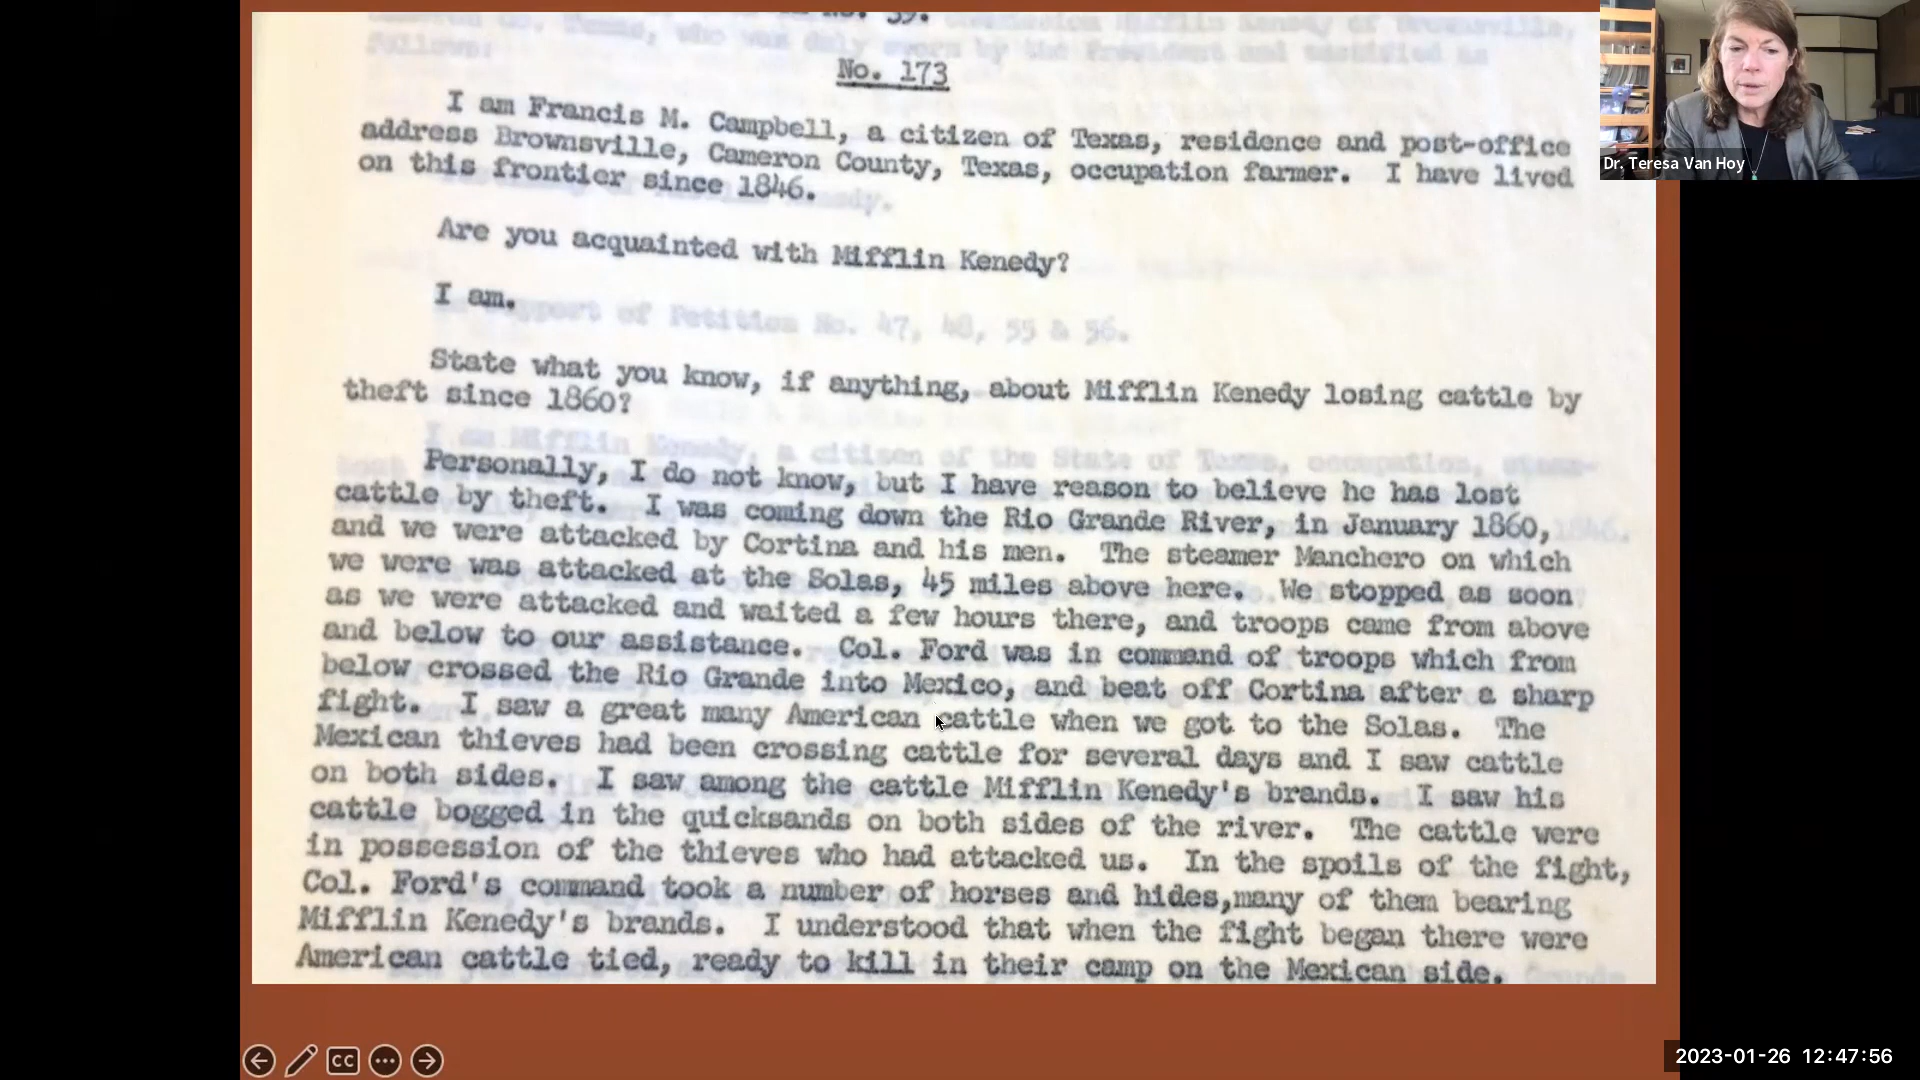 No. 173
I am Francis M. Campbell, a citizen of Texas, residence and post-office
address Brownsville, Cameron County, Texas, occupation farmer. I have lived
on this frontier since 1846.
Are you acquainted with Mifflin Kenedy?
I am.
In support of Petition No. 47, 48, 55 & 56.
State what you know, if anything, about Mifflin Kenedy losing cattle by
theft since 1860?
Personally, I do not know, but I have reason to believe he has lost
cattle by theft. I was coming down the Rio Grande River, in January 1860,
and we were attacked by Cortina and his men. The steamer Manchero on which
we were was attacked at the Solas, 45 miles above here. We stopped as soon
as we were attacked and waited a few hours there, and troops came from above
and below to our assistance. Col. Ford was in command of troops which from
below crossed the Rio Grande into Mexico, and beat off Cortina after a sharp
fight. I saw a great many American cattle when we got to the Solas. The
Mexican thieves had been crossing cattle for several days and I saw cattle
on both sides. I saw among the cattle Mifflin Kenedy's brands. I saw his
cattle bogged in the quicksands on both sides of the river. The cattle were
in possession of the thieves who had attacked us. In the spoils of the fight,
Col. Ford's command took a number of horses and hides,many of them bearing
Mifflin Kenedy's brands. I understood that when the fight began there were
American cattle tied, ready to kill in their camp on the Mexican side.
Dr. Teresa Van Hoy
CC
2023-01-26 12:47:56